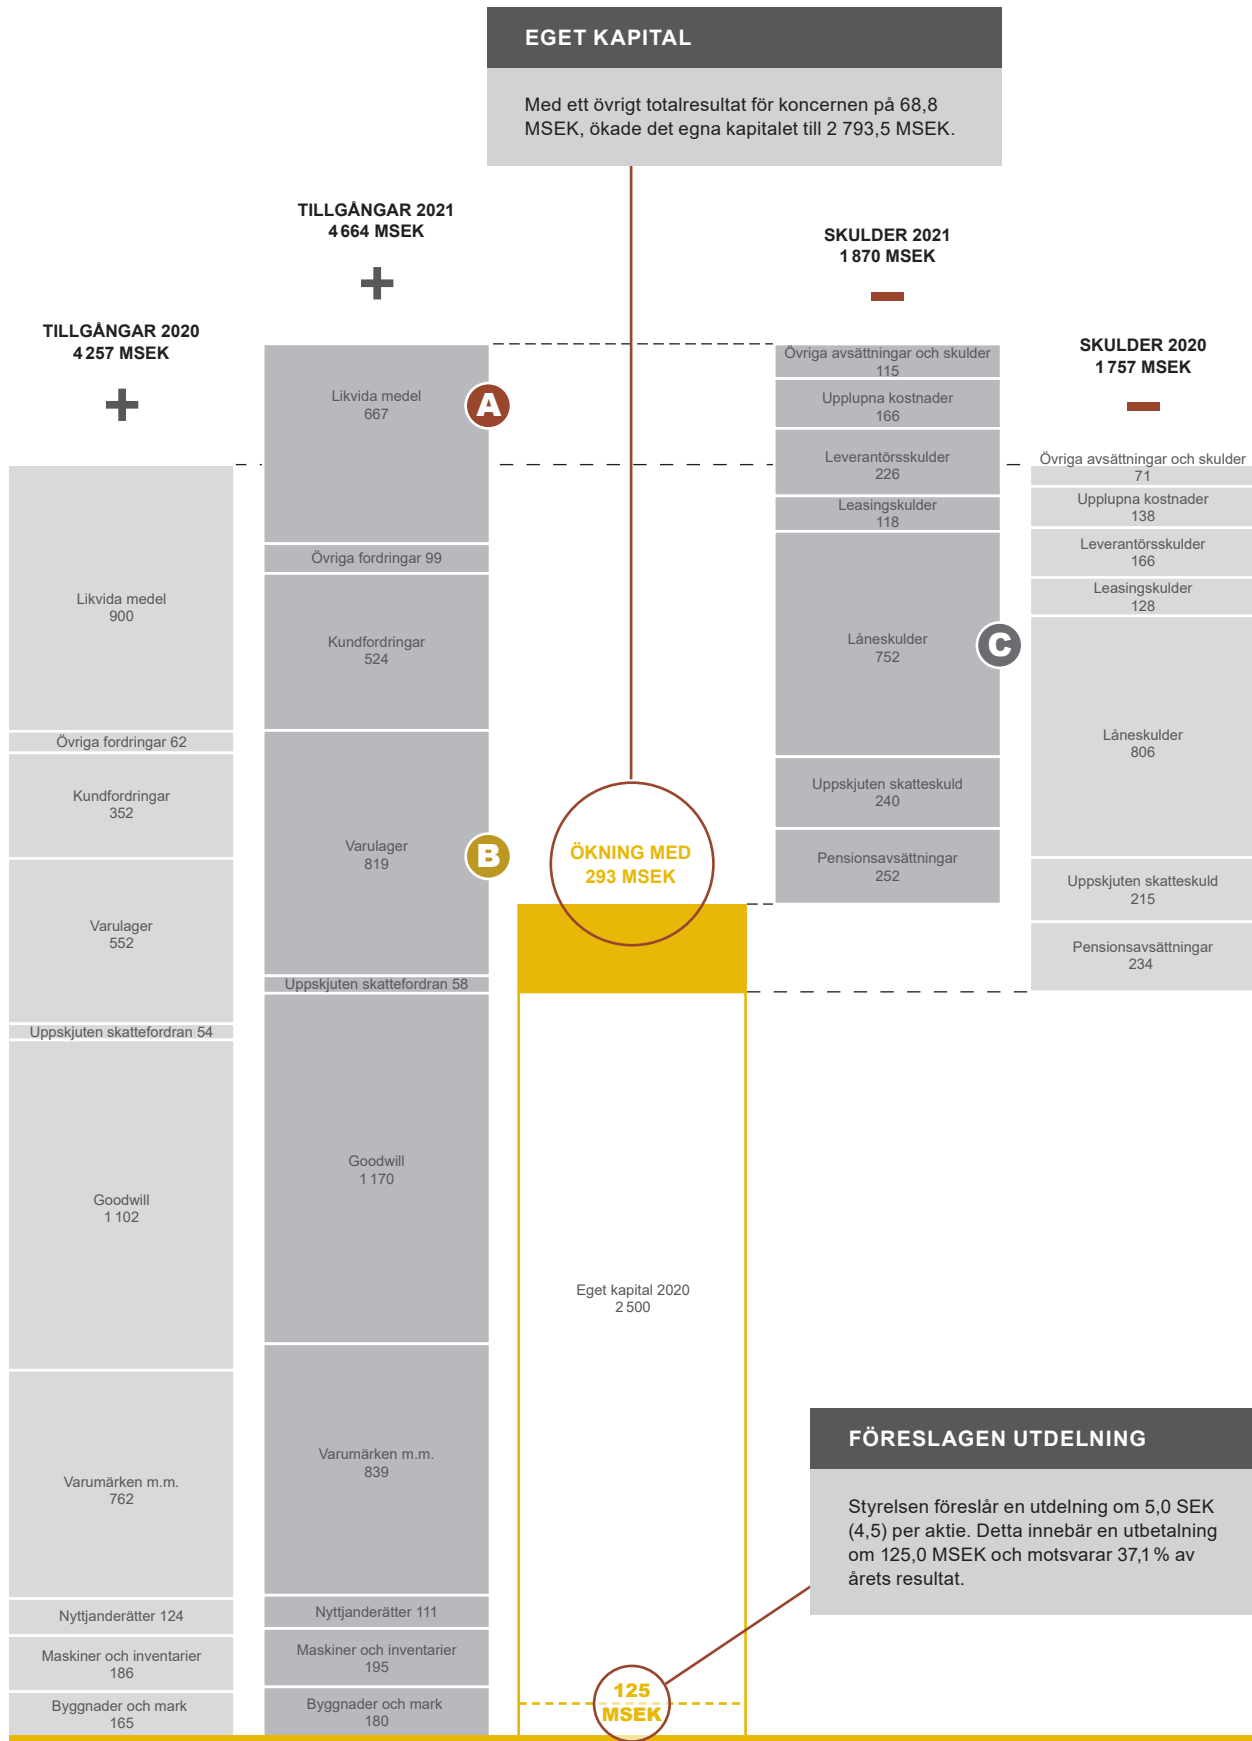 EGET KAPITAL
Med ett övrigt totalresultat för koncernen på 68,8
MSEK, ökade det egna kapitalet till 2 793,5 MSEK.
TILLGÅNGAR 2020
4 257 MSEK
Likvida medel
900
Övriga fordringar 62
Kundfordringar
352
Varulager
552
Uppskjuten skattefordran 54
Goodwill
1 102
Varumärken m.m.
762
Nyttjanderätter 124
Maskiner och inventarier
186
Byggnader och mark
165
TILLGÅNGAR 2021
4 664 MSEK
Likvida medel
667
A
Övriga fordringar 99
Kundfordringar
524
Varulager
819
B
Uppskjuten skattefordran 58
Goodwill
1 170
Varumärken m.m.
839
Nyttjanderätter 111
Maskiner och inventarier
195
Byggnader och mark
180
ÖKNING MED
293 MSEK
Eget kapital 2020
2 500
125
MSEK
SKULDER 2021
1 870 MSEK
Övriga avsättningar och skulder
115
Upplupna kostnader
166
Leverantörsskulder
226
Leasingskulder
118
Låneskulder
752
C
Uppskjuten skatteskuld
240
Pensionsavsättningar
252
SKULDER 2020
1 757 MSEK
Övriga avsättningar och skulder
71
Upplupna kostnader
138
Leverantörsskulder
166
Leasingskulder
128
Låneskulder
806
Uppskjuten skatteskuld
215
Pensionsavsättningar
234
FÖRESLAGEN UTDELNING
Styrelsen föreslår en utdelning om 5,0 SEK
(4,5) per aktie. Detta innebär en utbetalning
om 125,0 MSEK och motsvarar 37,1 % av
årets resultat.